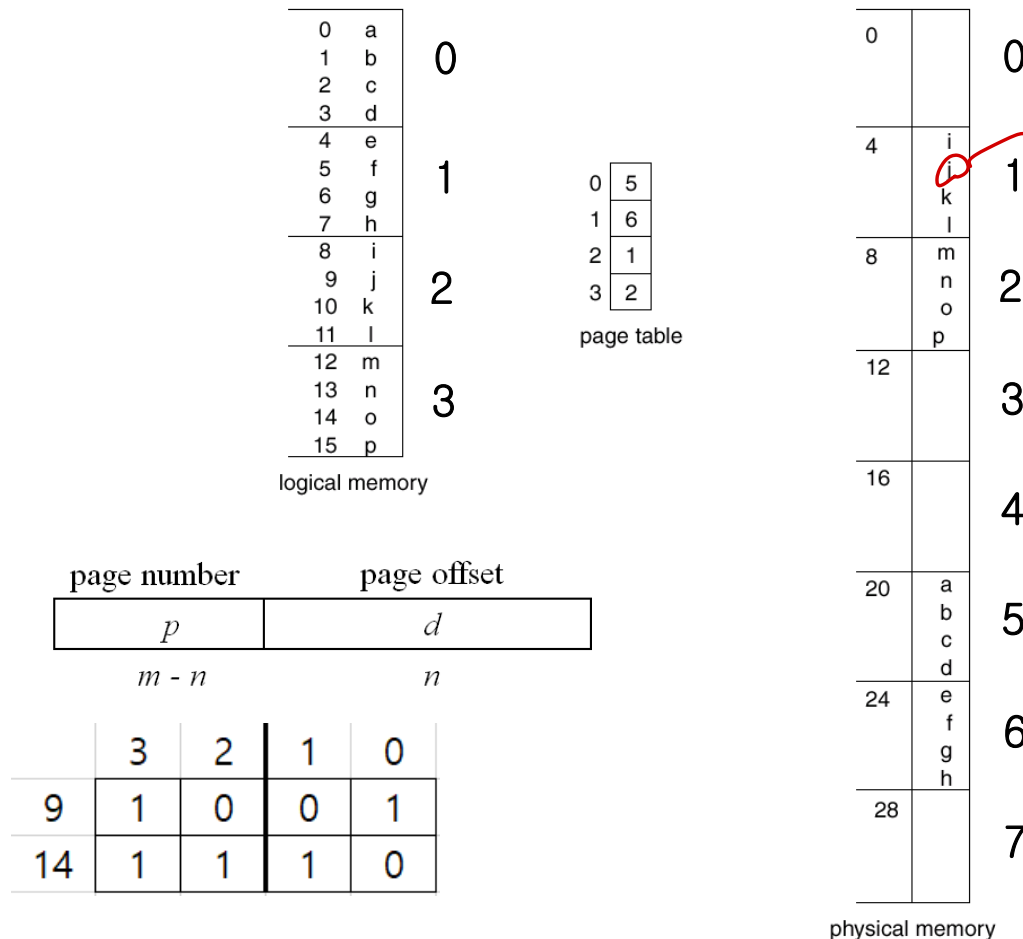 0 a
1 b
2 c
3 d
0
4 e
5 f
6 g
7 h
1
8 i
9 j
10 k
11 l
2
12 m
13 n
14 o
15 p
3
logical memory
0 5
1 6
2 1
3 2
page table
0
0
4
i
j
k
l
1
8
m
n
o
p
2
12
3
16
4
20
a
b
c
d
5
24
e
f
g
h
6
28
7
physical memory
page number page offset
p d
m - n n
3 2 1 0
9 1 0 0 1
14 1 1 1 0